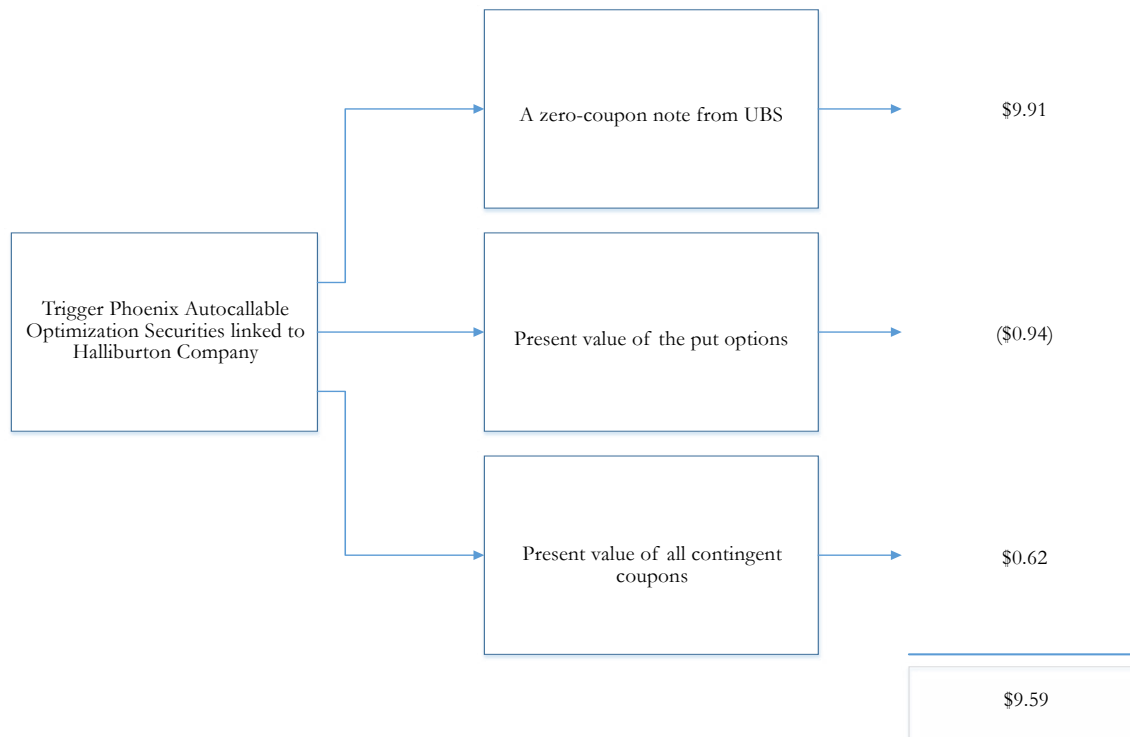 A zero-coupon note from UBS
$9.91
Trigger Phoenix Autocallable
Optimization Securities linked to
Halliburton Company
Present value of the put options
($0.94)
Present value of all contingent
coupons
$0.62
$9.59